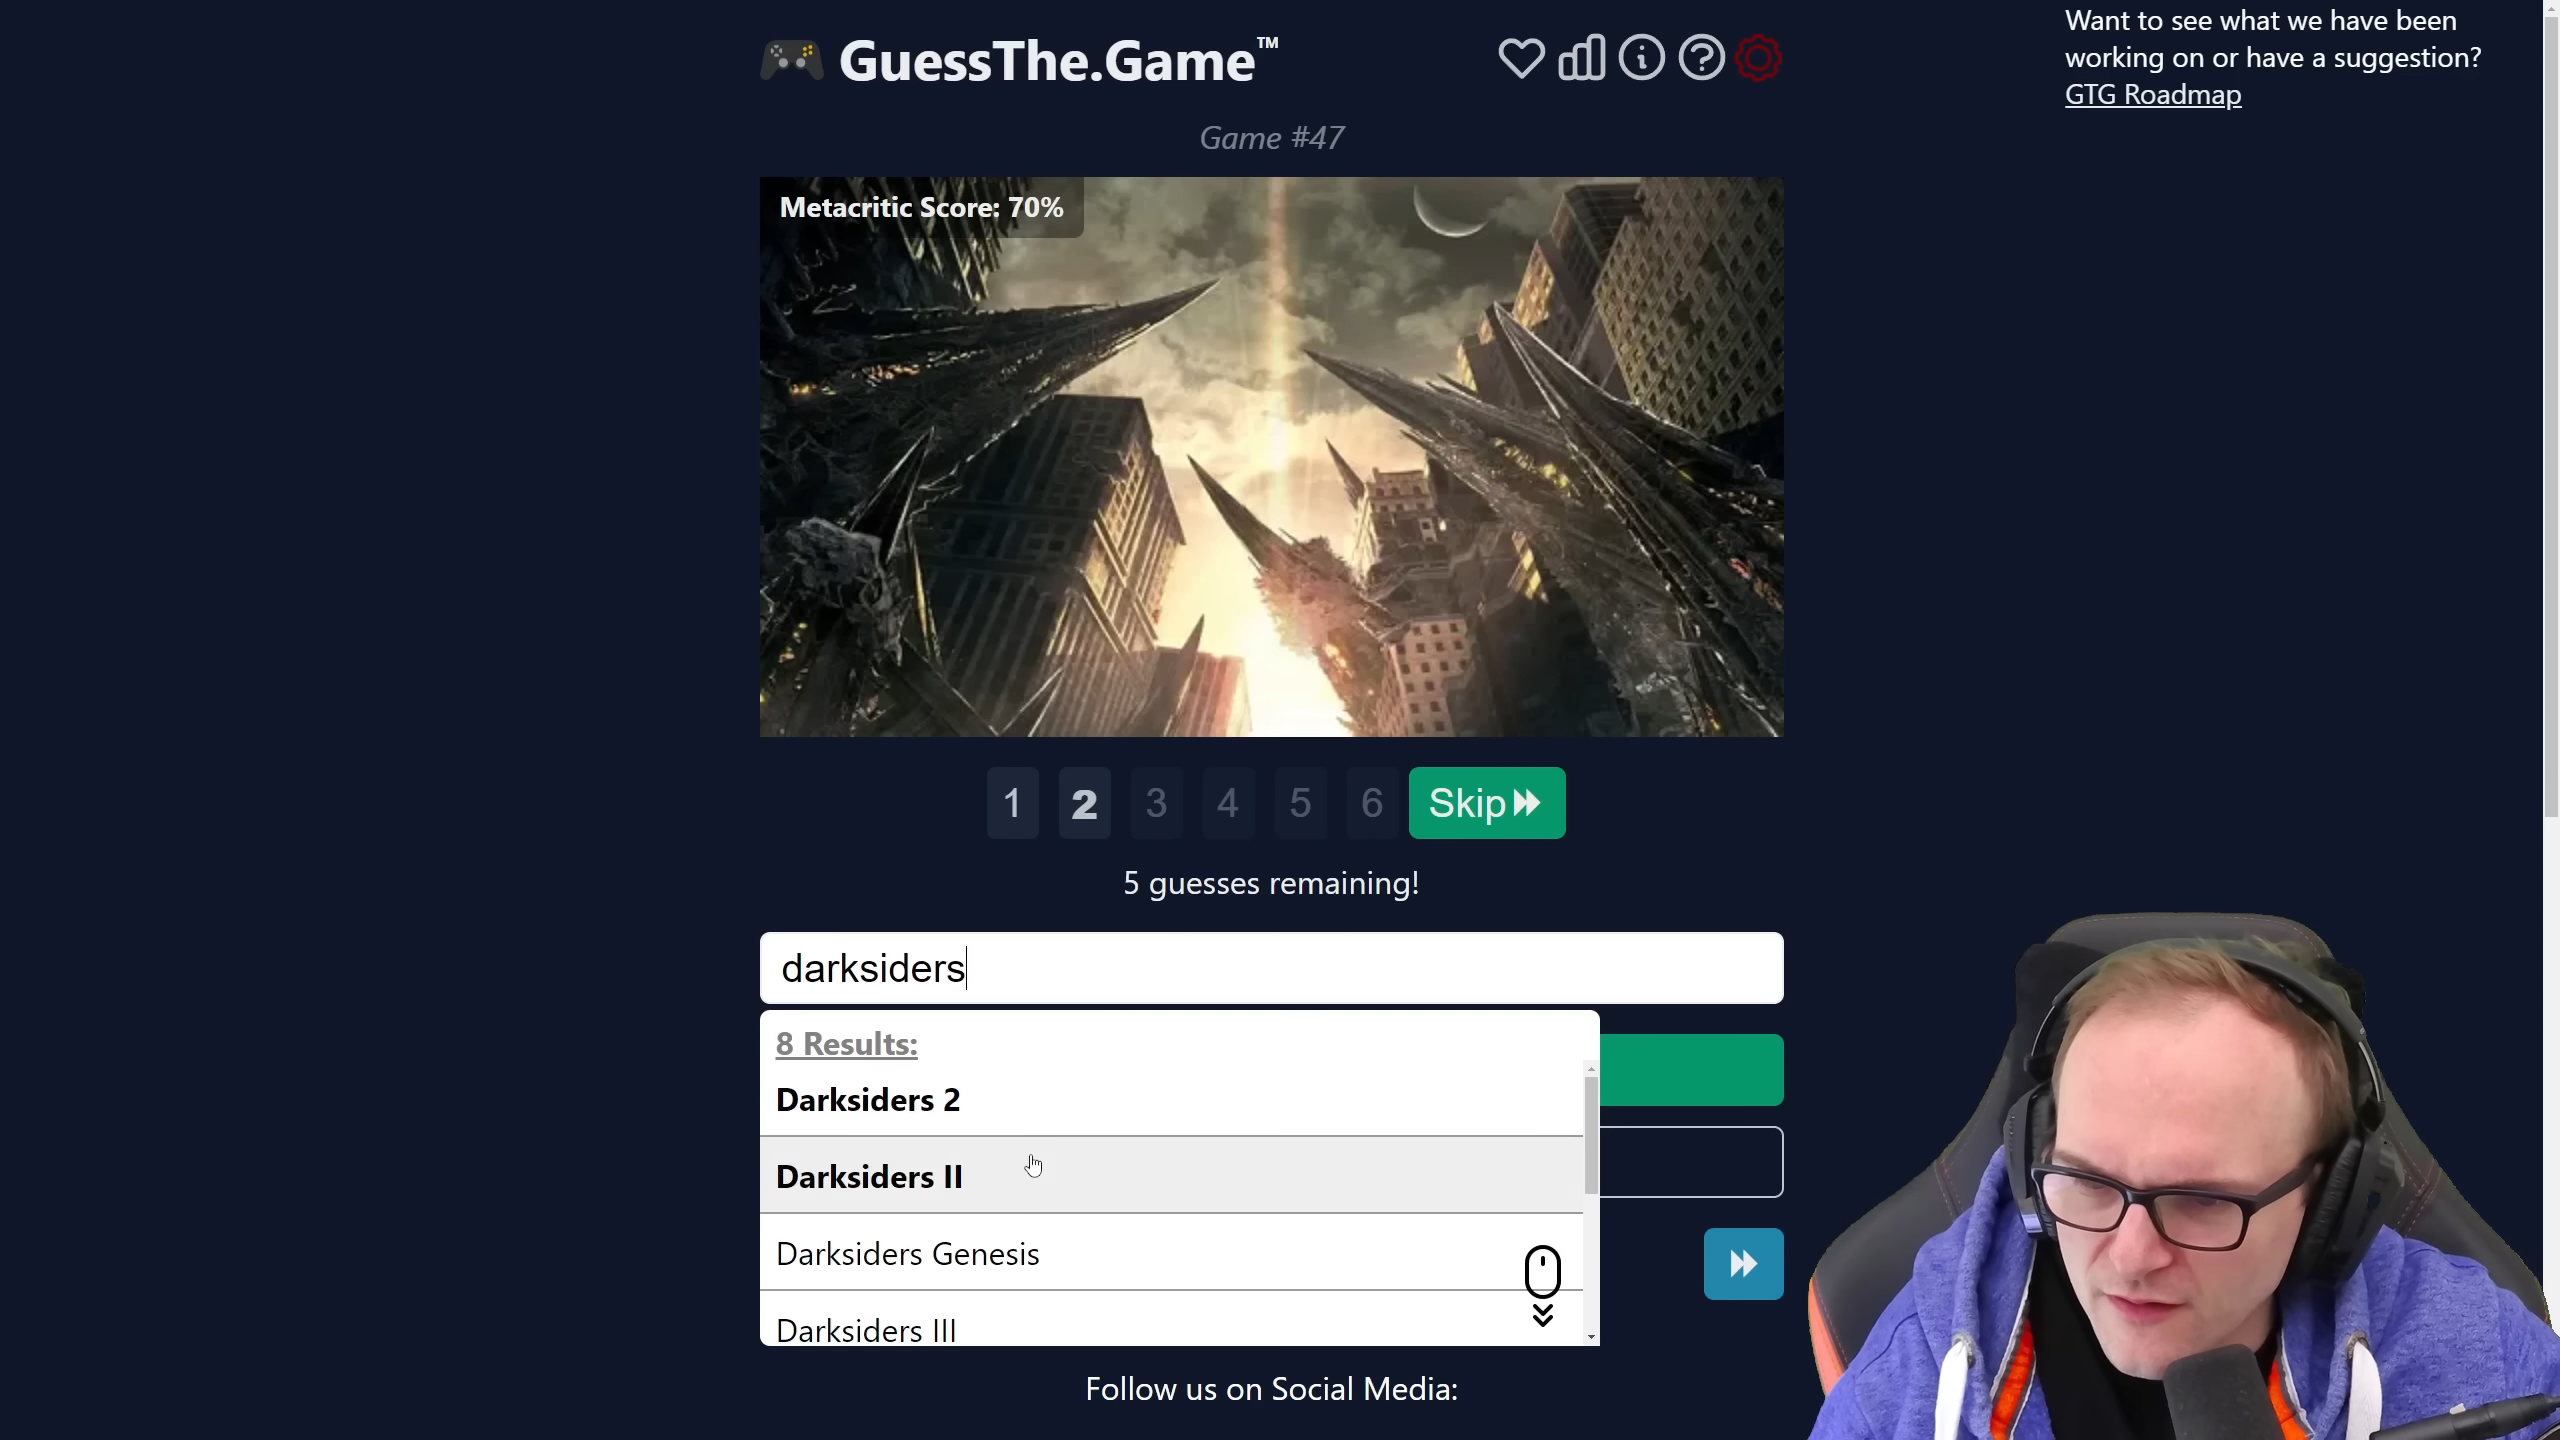 GuessThe.Game™
Want to see what we have been
working on or have a suggestion?
GTG Roadmap
Game #47
Metacritic Score: 70%
1 2 3 4 5 6 Skip
5 guesses remaining!
darksiders
8 Results:
Darksiders 2
Darksiders II
Darksiders Genesis
Darksiders III
Follow us on Social Media: